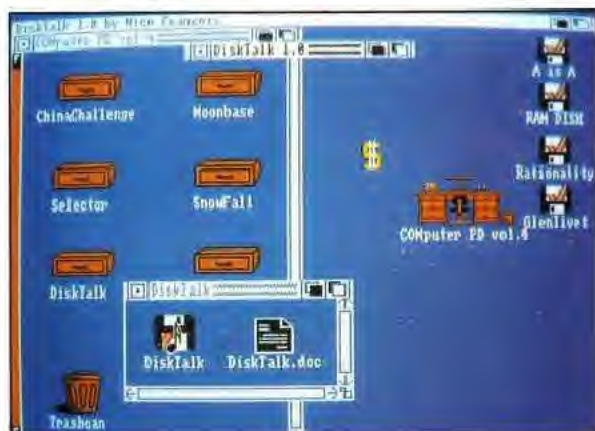 DiskTalk 1.0 by Nico François
COMputer PD vol.4
DiskTalk 1.0
A is A
RAM DISK
Rationality
Glenlivet
$
COMputer PD vol.4
ChinaChallenge
Moonbase
Selector
SnowFall
DiskTalk
DiskTalk
DiskTalk
DiskTalk.doc
Trashcan